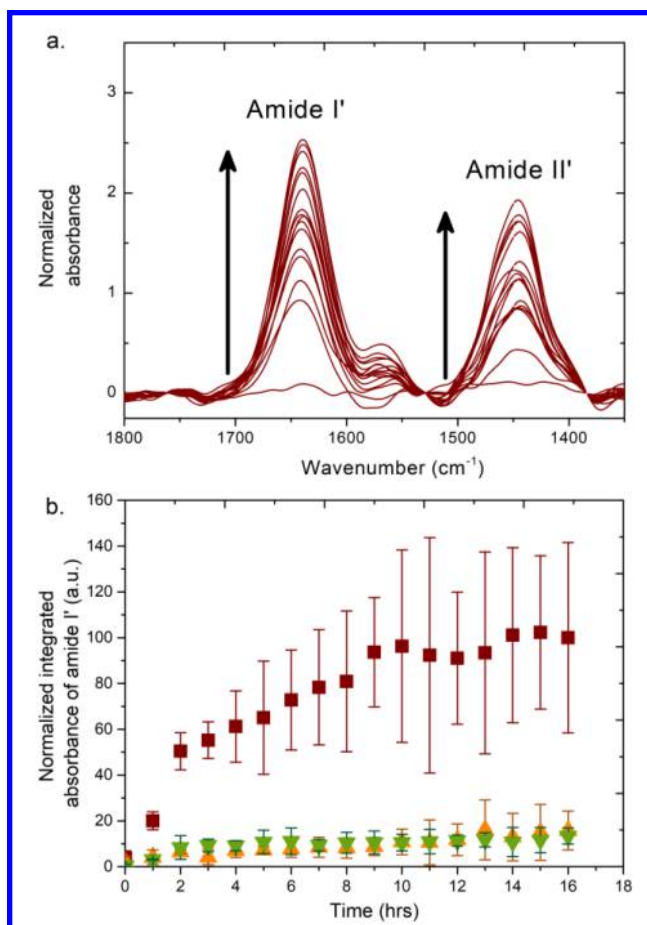 a.
3
2
1
0
Normalized
absorbance
Amide I'
Amide II'
1800 1700 1600 1500 1400
Wavenumber (cm⁻¹)
b.
160
140
120
100
80
60
40
20
0
Normalized integrated
absorbance of amide I' (a.u.)
0 2 4 6 8 10 12 14 16 18
Time (hrs)